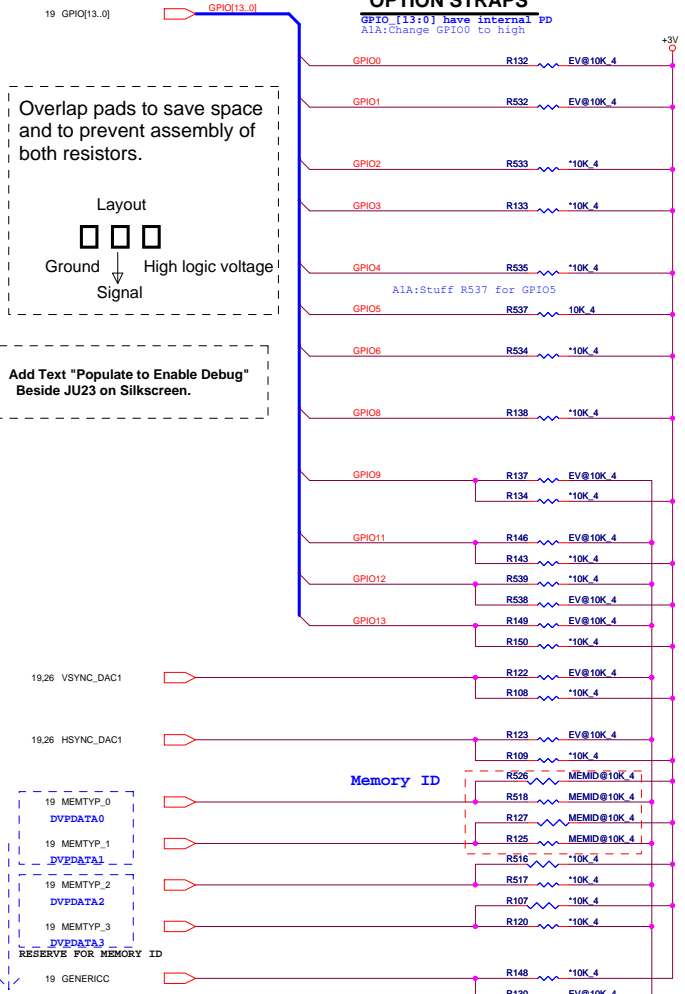 OPTION STRAPS
19 GPIO[13..0] GPIO[13..0]
GPIO_[13:0] have internal PD
A1A:Change GPIO0 to high
+3V
GPIO0 R132 EV@10K_4
GPIO1 R532 EV@10K_4
Overlap pads to save space
and to prevent assembly of
both resistors.
Layout
Ground High logic voltage
Signal
GPIO2 R533 *10K_4
GPIO3 R133 *10K_4
GPIO4 R535 *10K_4
A1A:Stuff R537 for GPIO5
GPIO5 R537 10K_4
GPIO6 R534 *10K_4
Add Text "Populate to Enable Debug"
Beside JU23 on Silkscreen.
GPIO8 R138 *10K_4
GPIO9 R137 EV@10K_4
R134 *10K_4
GPIO11 R146 EV@10K_4
R143 *10K_4
GPIO12 R539 *10K_4
R538 EV@10K_4
GPIO13 R149 EV@10K_4
R150 *10K_4
19,26 VSYNC_DAC1 R122 EV@10K_4
R108 *10K_4
19,26 HSYNC_DAC1 R123 EV@10K_4
R109 *10K_4
Memory ID
R526 MEMID@10K_4
19 MEMTYP_0 R518 MEMID@10K_4
DVPDATA0
R127 MEMID@10K_4
19 MEMTYP_1 R125 MEMID@10K_4
DVPDATA1
R516 *10K_4
19 MEMTYP_2 R517 *10K_4
DVPDATA2
R107 *10K_4
19 MEMTYP_3 R120 *10K_4
DVPDATA3
RESERVE FOR MEMORY ID
19 GENERICC R148 *10K_4
R130 EV@10K_4